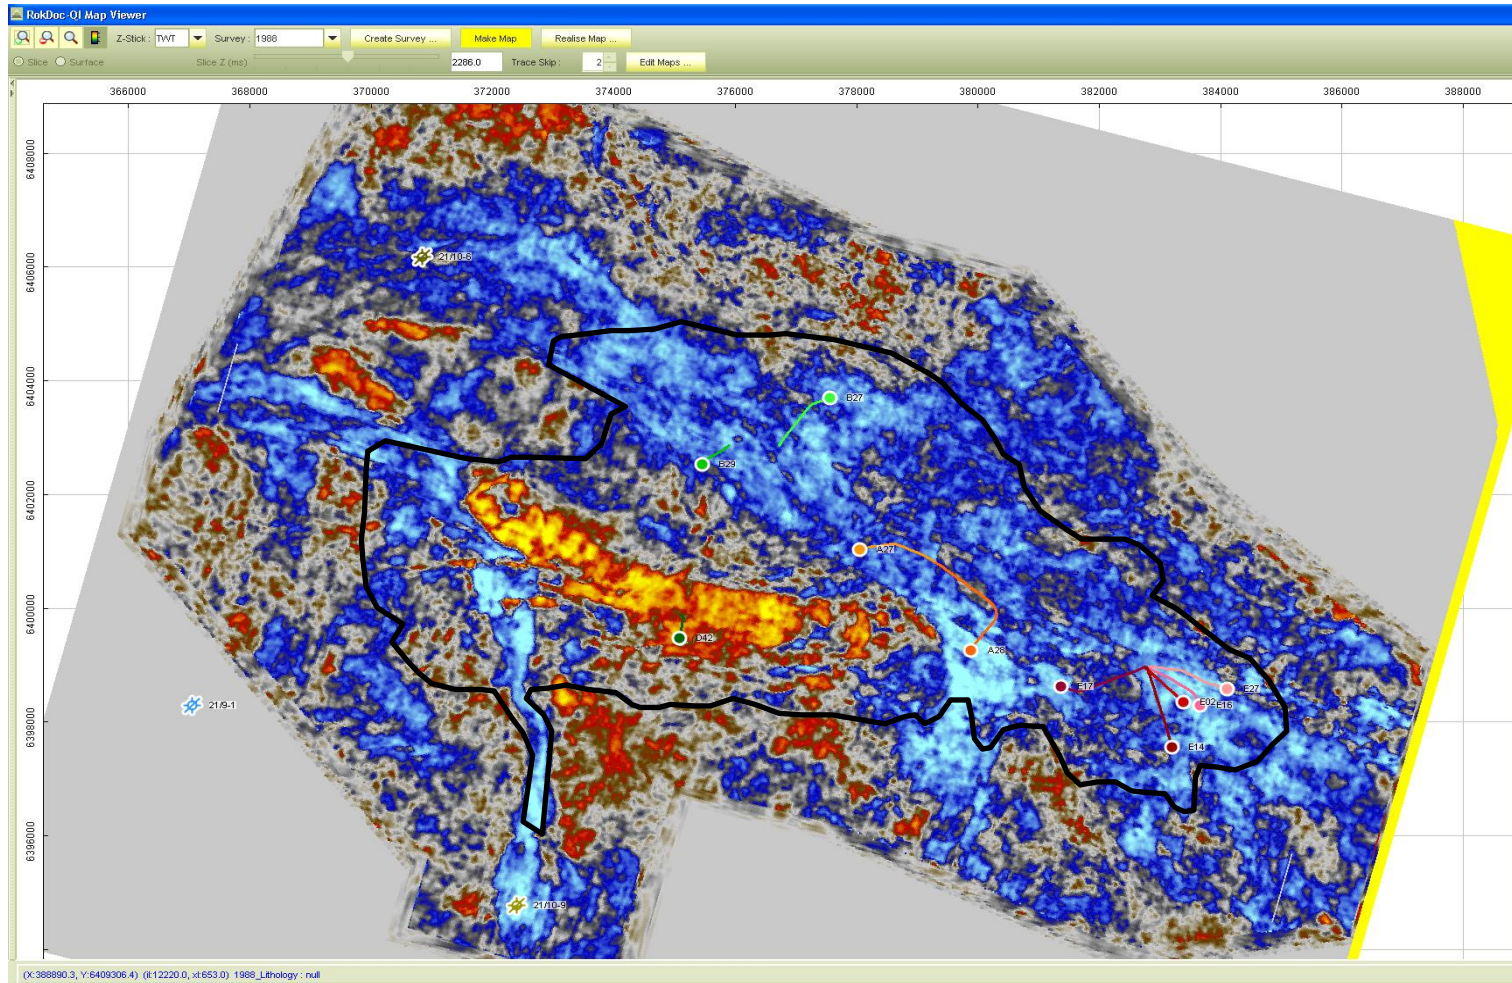 RokDoc-QI Map Viewer
Z-Stick : TWT Survey : 1988 Create Survey ... Make Map Realise Map ...
Slice Surface Slice Z (ms) 2286.0 Trace Skip : 2 Edit Maps ...
366000 368000 370000 372000 374000 376000 378000 380000 382000 384000 386000 388000
6408000
6406000
6404000
6402000
6400000
6398000
6396000
21/10-6
B27
B29
A27
D42
A28
E17
E27
E02
E16
21/9-1
E14
21/10-9
(X:388890.3, Y:6409306.4) (il:12220.0, xl:653.0) 1988_Lithology : null